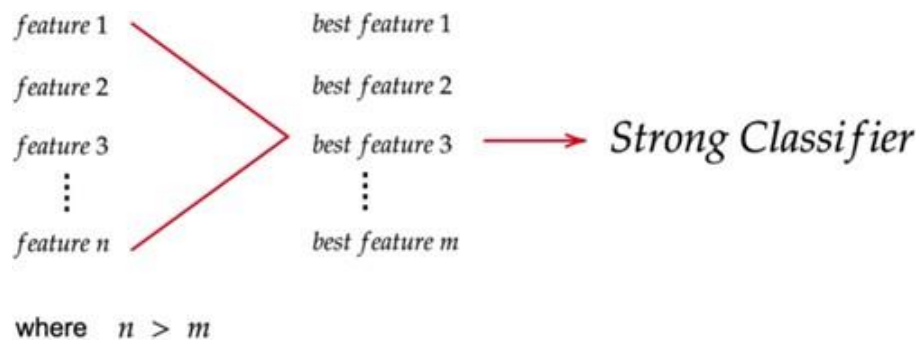 feature 1
feature 2
feature 3
feature n
best feature 1
best feature 2
best feature 3
best feature m
Strong Classifier
where n > m